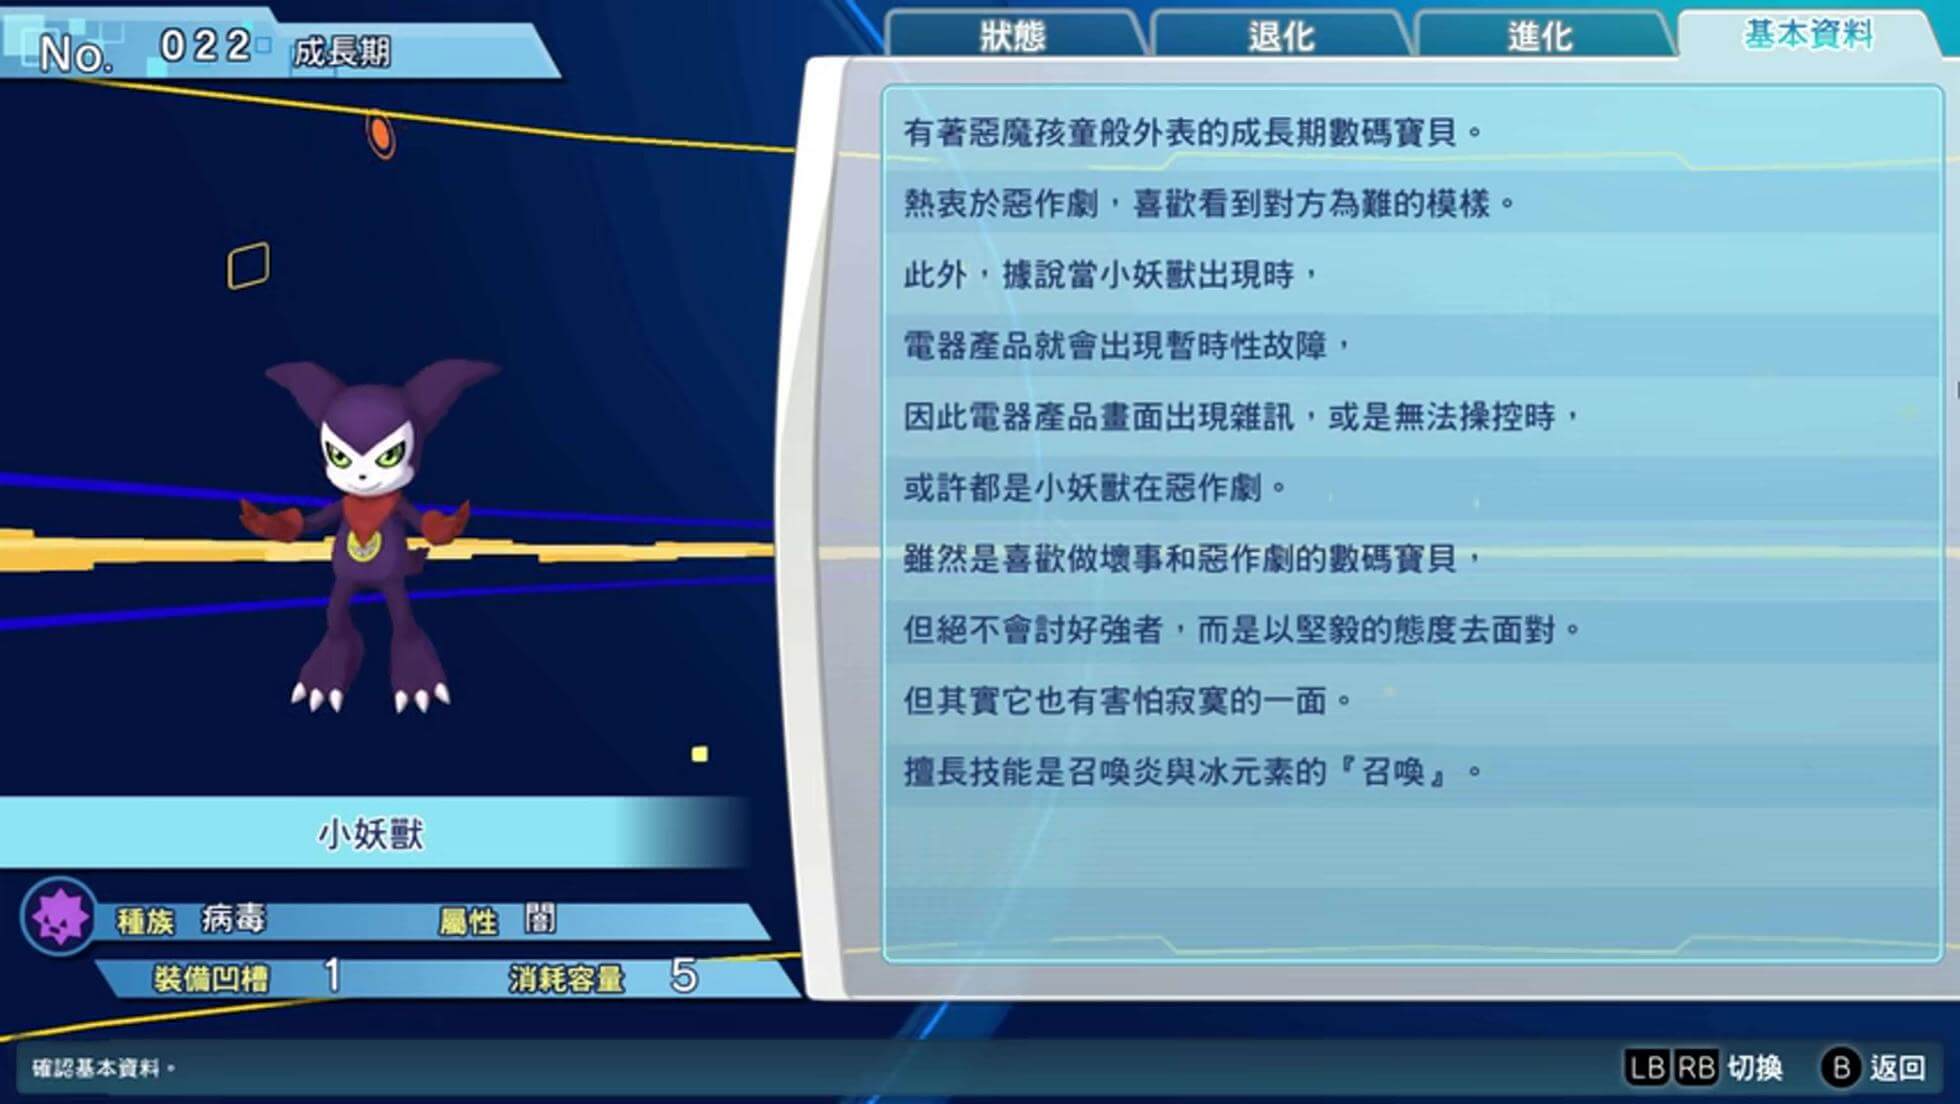 No. 022 成長期
狀態 退化 進化 基本資料
有著惡魔孩童般外表的成長期數碼寶貝。
熱衷於惡作劇，喜歡看到對方為難的模樣。
此外，據說當小妖獸出現時，
電器產品就會出現暫時性故障，
因此電器產品畫面出現雜訊，或是無法操控時，
或許都是小妖獸在惡作劇。
雖然是喜歡做壞事和惡作劇的數碼寶貝，
但絕不會討好強者，而是以堅毅的態度去面對。
但其實它也有害怕寂寞的一面。
擅長技能是召喚炎與冰元素的『召喚』。
小妖獸
種族 病毒 屬性 闇
裝備凹槽 1 消耗容量 5
確認基本資料。
LB RB 切換 B 返回